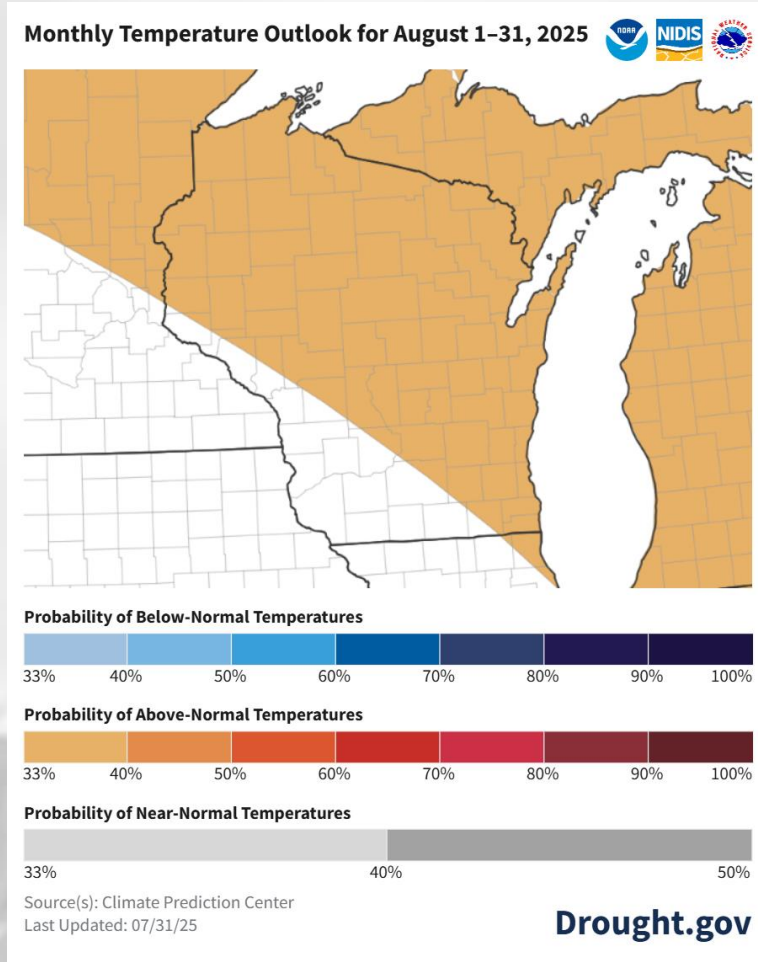 Monthly Temperature Outlook for August 1–31, 2025
NOAA
NIDIS
Probability of Below-Normal Temperatures
33% 40% 50% 60% 70% 80% 90% 100%
Probability of Above-Normal Temperatures
33% 40% 50% 60% 70% 80% 90% 100%
Probability of Near-Normal Temperatures
33% 40% 50%
Source(s): Climate Prediction Center
Last Updated: 07/31/25
Drought.gov